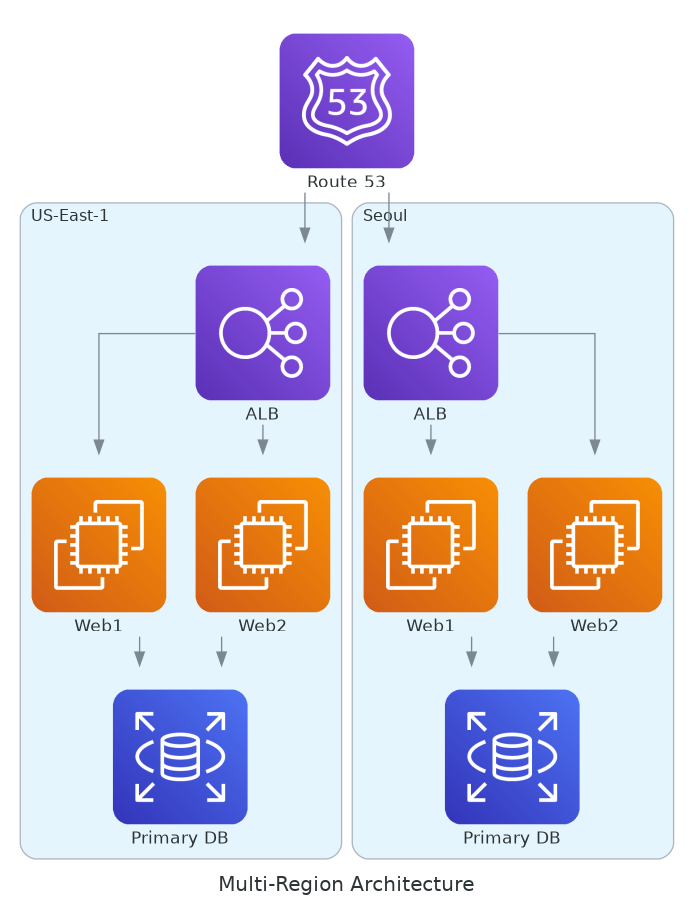 53
Route 53
US-East-1
Seoul
ALB
ALB
Web1
Web2
Web1
Web2
Primary DB
Primary DB
Multi-Region Architecture